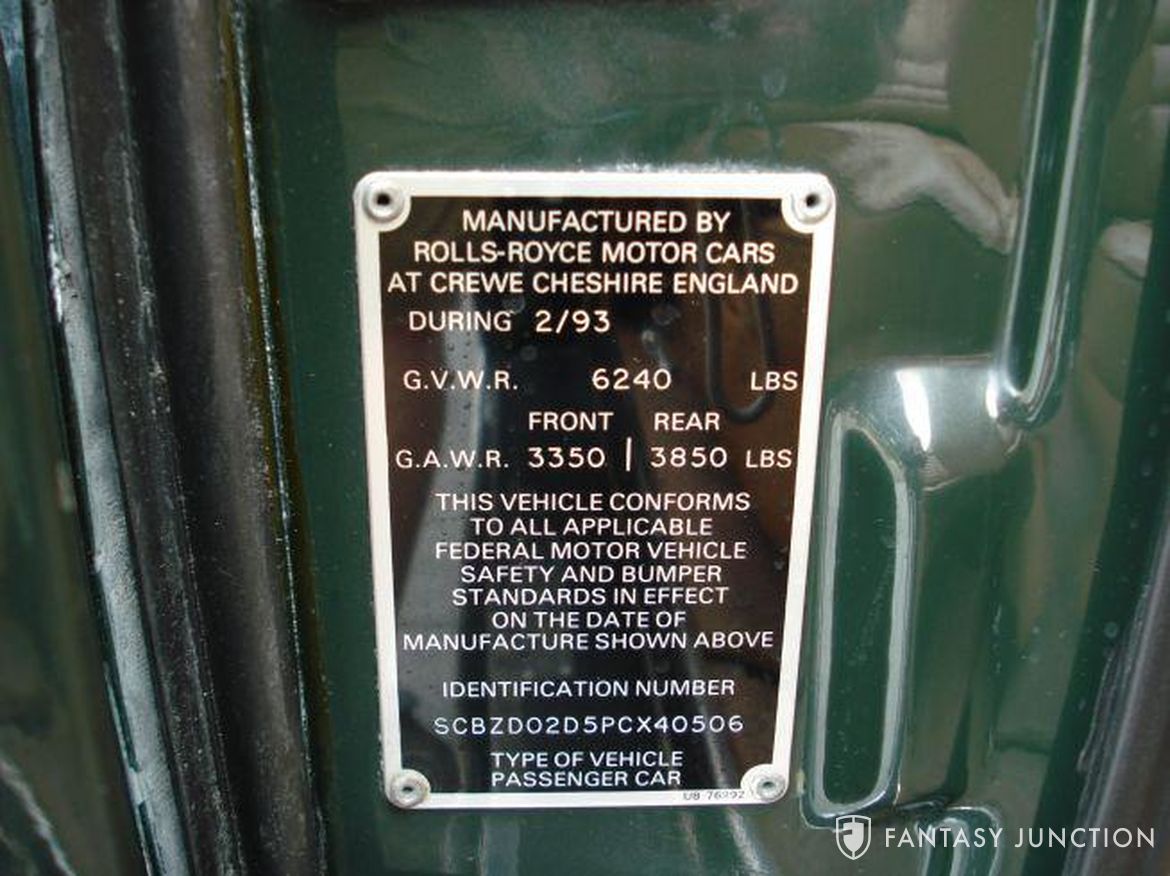 MANUFACTURED BY
ROLLS-ROYCE MOTOR CARS
AT CREWE CHESHIRE ENGLAND
DURING 2/93
G.V.W.R. 6240 LBS
FRONT REAR
G.A.W.R. 3350 | 3850 LBS
THIS VEHICLE CONFORMS
TO ALL APPLICABLE
FEDERAL MOTOR VEHICLE
SAFETY AND BUMPER
STANDARDS IN EFFECT
ON THE DATE OF
MANUFACTURE SHOWN ABOVE
IDENTIFICATION NUMBER
SCBZD02D5PCX40506
TYPE OF VEHICLE
PASSENGER CAR
FANTASY JUNCTION